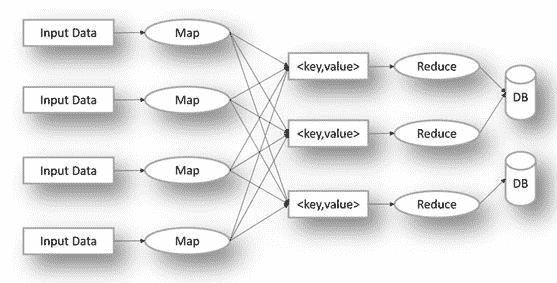 Input Data
Map
Input Data
Map
Input Data
Map
Input Data
Map
<key,value>
Reduce
<key,value>
Reduce
<key,value>
Reduce
DB
DB